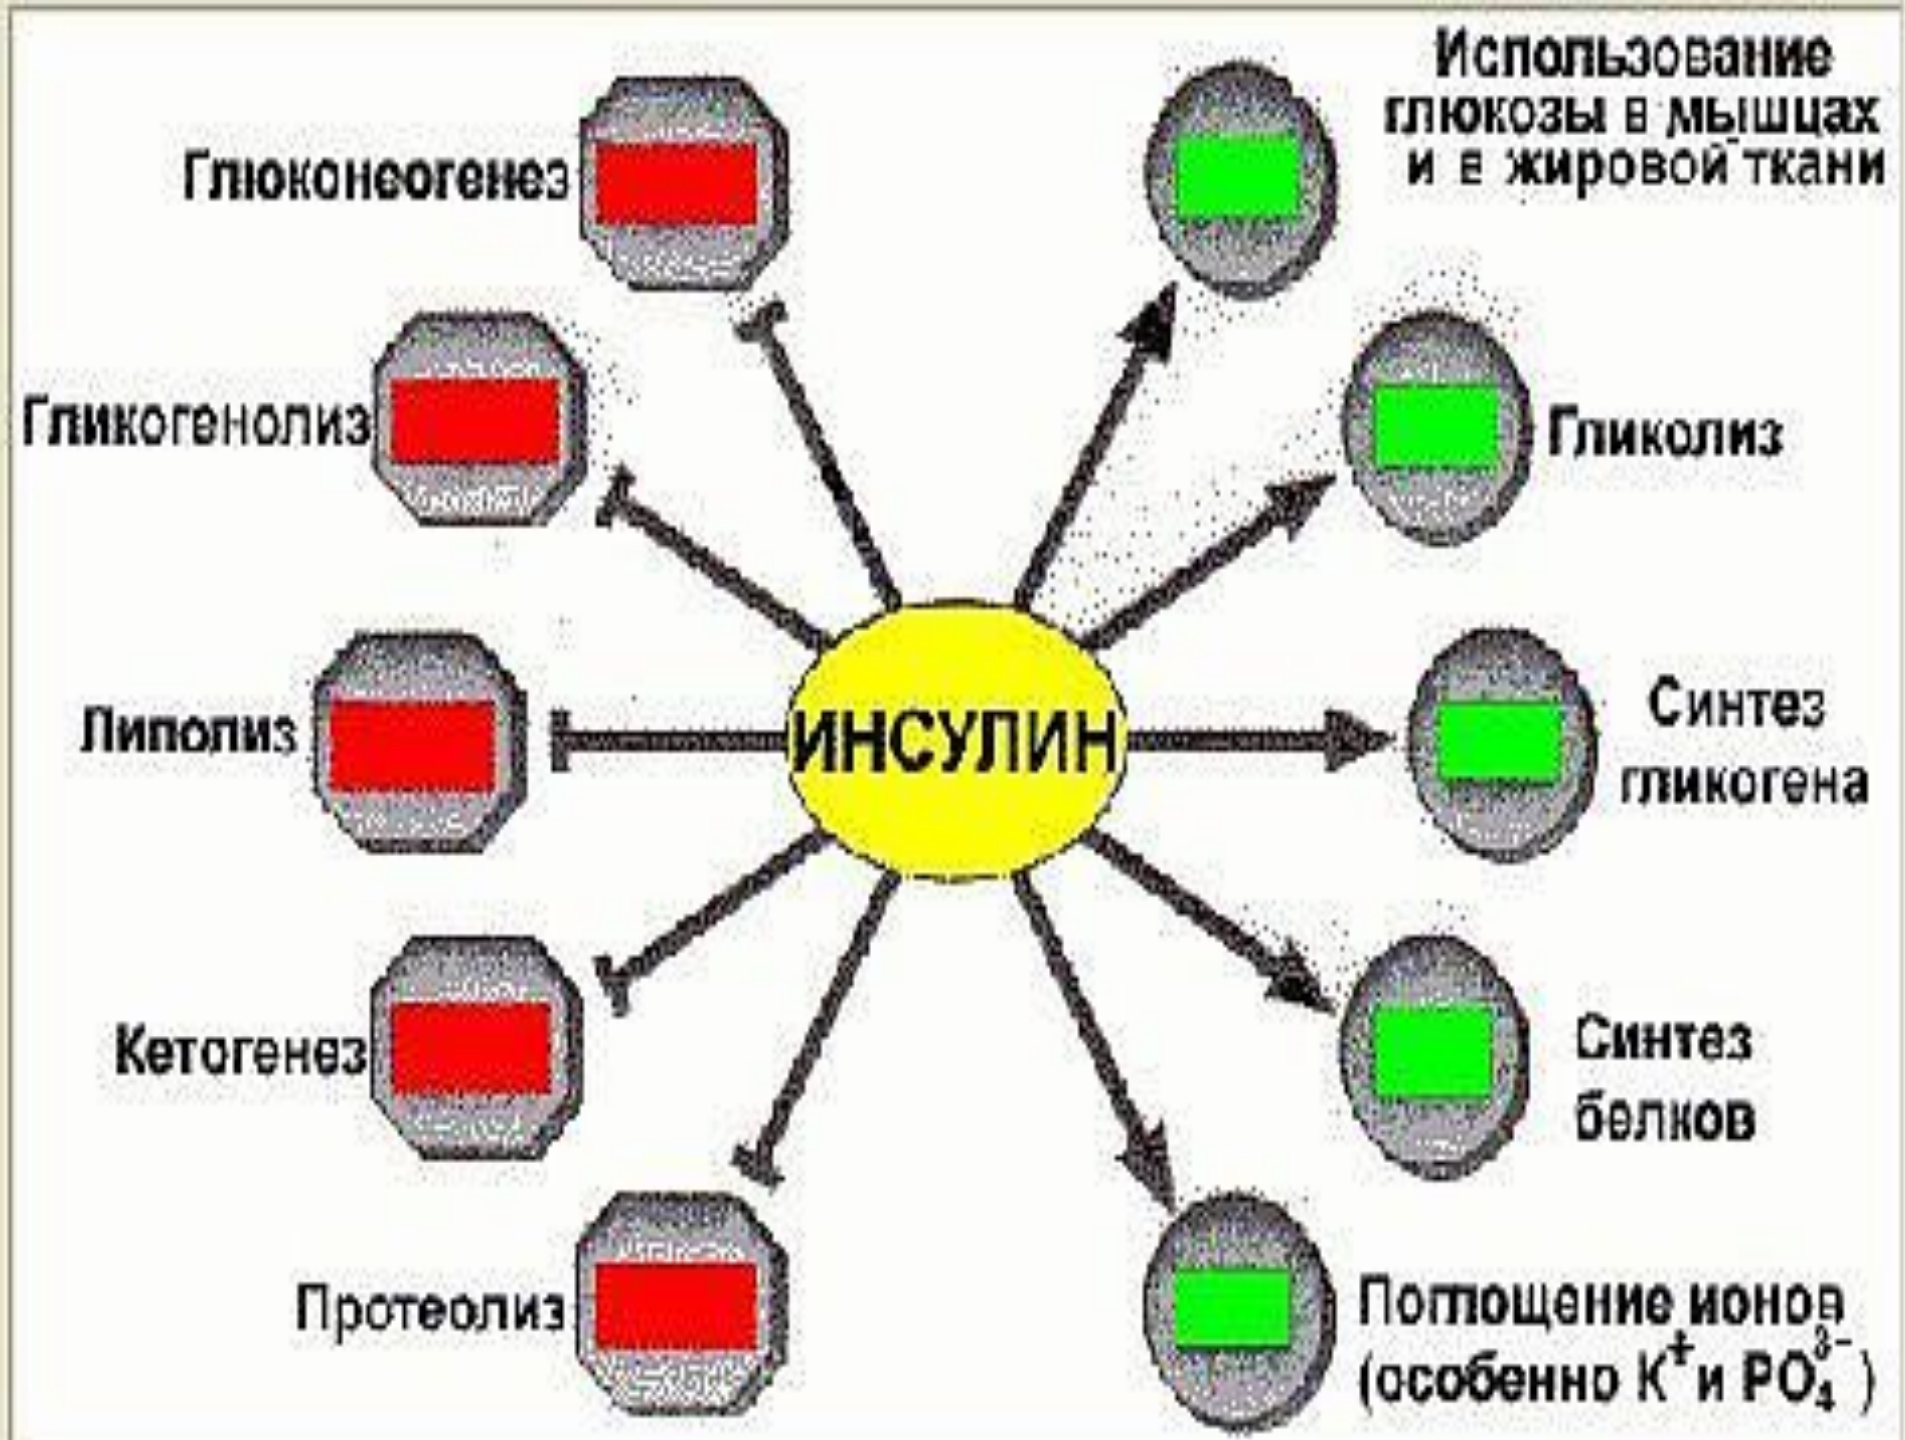 Глюконеогенез
Гликогенолиз
Липолиз
Кетогенез
Протеолиз
ИНСУЛИН
Использование
глюкозы в мышцах
и в жировой ткани
Гликолиз
Синтез
гликогена
Синтез
белков
Поглощение ионов
(особенно K⁺ и PO₄³⁻)